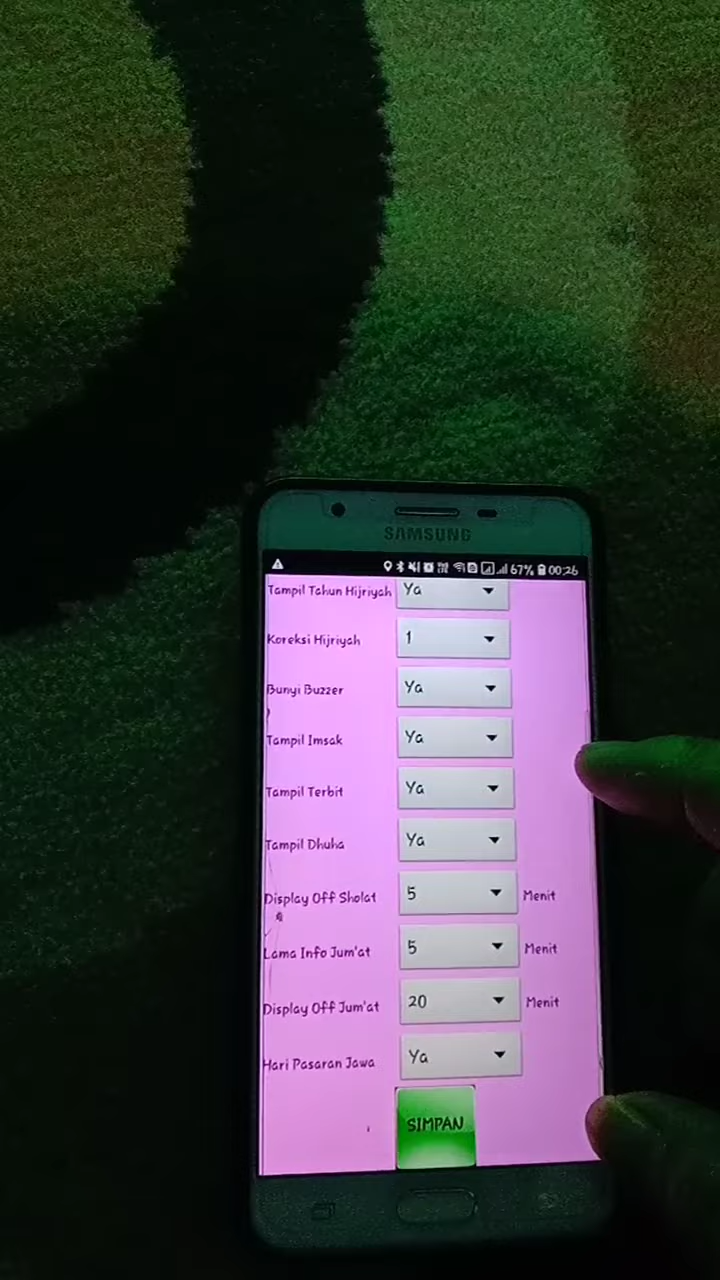 SAMSUNG
67% 00:26
Tampil Tahun Hijriyah Ya
Koreksi Hijriyah 1
Bunyi Buzzer Ya
Tampil Imsak Ya
Tampil Terbit Ya
Tampil Dhuha Ya
Display Off Sholat 5 Menit
Lama Info Jum'at 5 Menit
Display Off Jum'at 20 Menit
Hari Pasaran Jawa Ya
SIMPAN